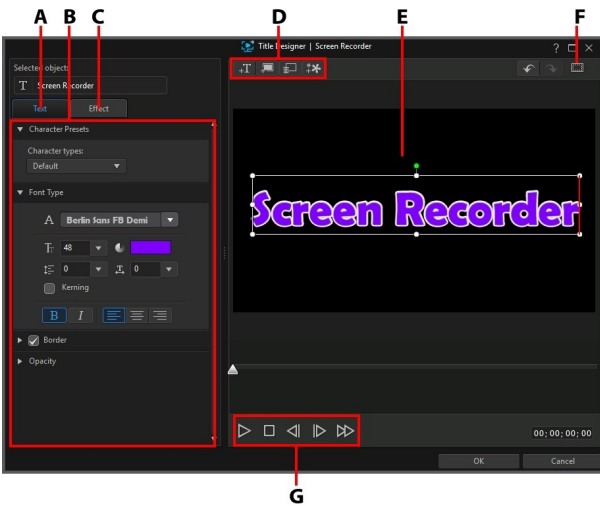 A B C D E F
Title Designer | Screen Recorder
Selected object:
T Screen Recorder
Text Effect
Character Presets
Character types:
Default
Font Type
A Berlin Sans FB Demi
48
0 0
Kerning
B I
Border
Opacity
Screen Recorder
00;00;00;00
OK Cancel
G